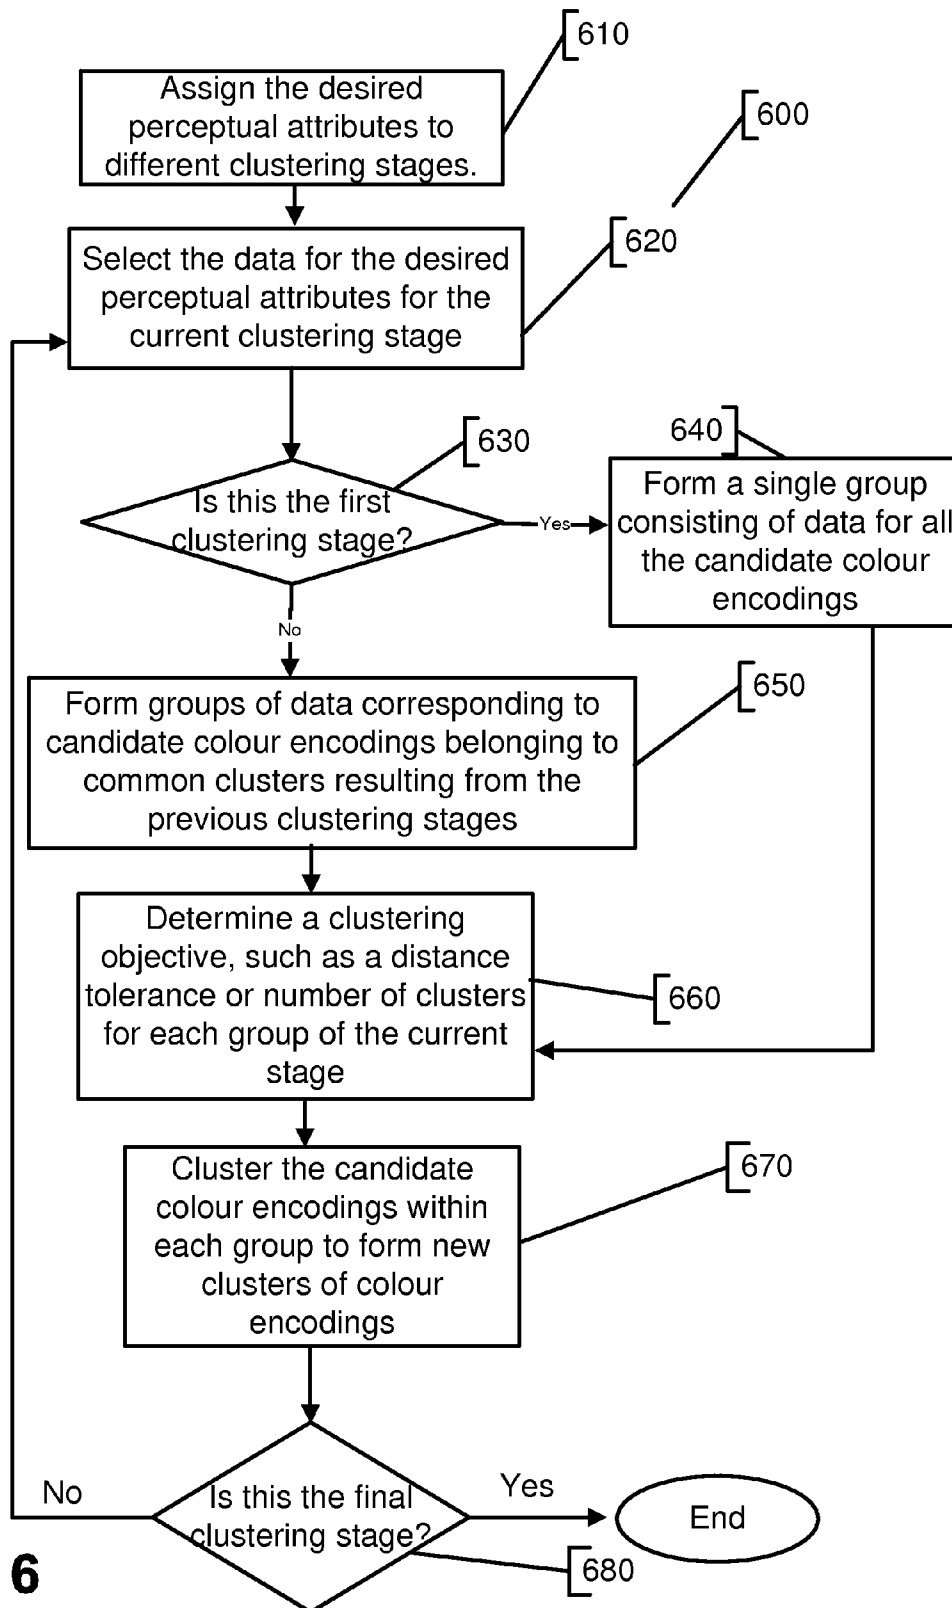 610
Assign the desired
perceptual attributes to
different clustering stages.
600
620
Select the data for the desired
perceptual attributes for the
current clustering stage
630
Is this the first
clustering stage?
Yes
640
Form a single group
consisting of data for all
the candidate colour
encodings
No
650
Form groups of data corresponding to
candidate colour encodings belonging to
common clusters resulting from the
previous clustering stages
Determine a clustering
objective, such as a distance
tolerance or number of clusters
for each group of the current
stage
660
Cluster the candidate
colour encodings within
each group to form new
clusters of colour
encodings
670
No
Is this the final
clustering stage?
Yes
End
680
6